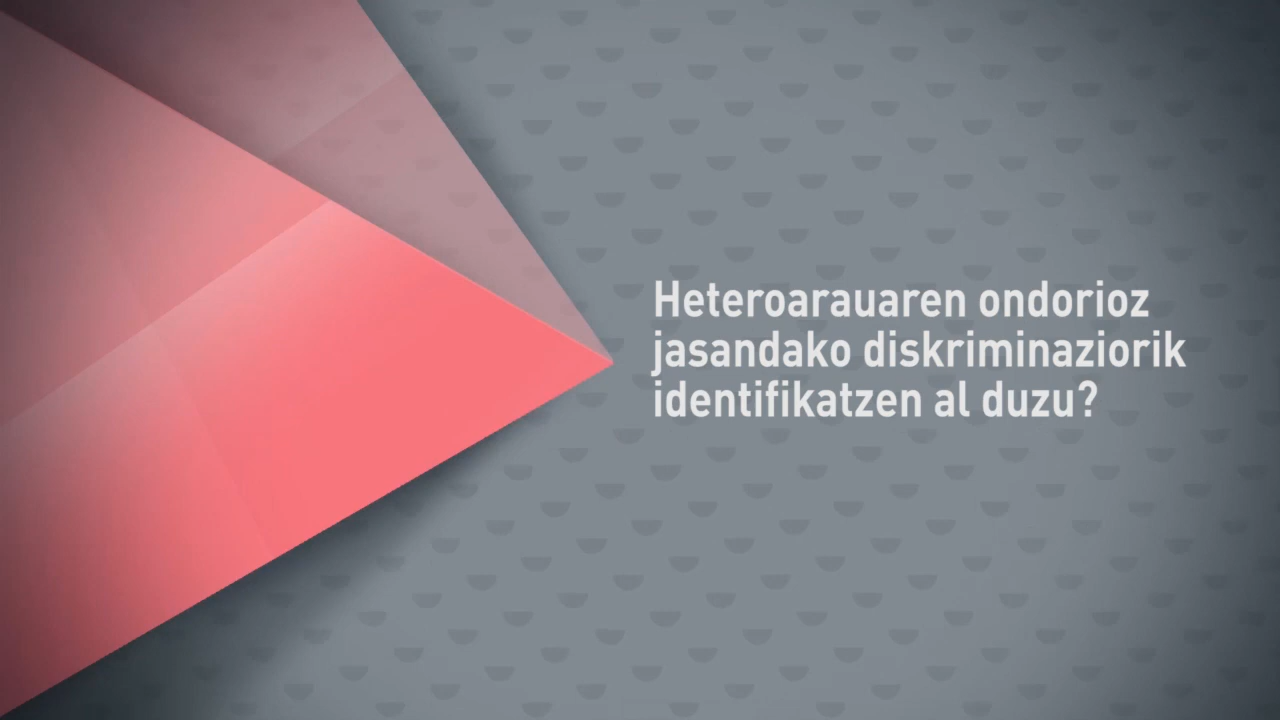 Heteroarauaren ondorioz
jasandako diskriminaziorik
identifikatzen al duzu?